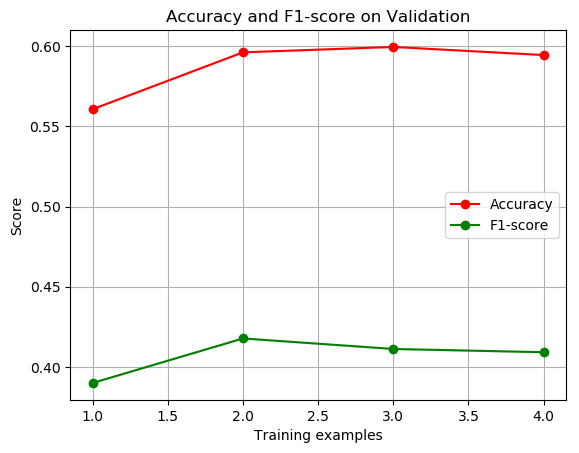 Accuracy and F1-score on Validation
0.60
0.55
0.50
0.45
0.40
Score
Accuracy
F1-score
1.0 1.5 2.0 2.5 3.0 3.5 4.0
Training examples